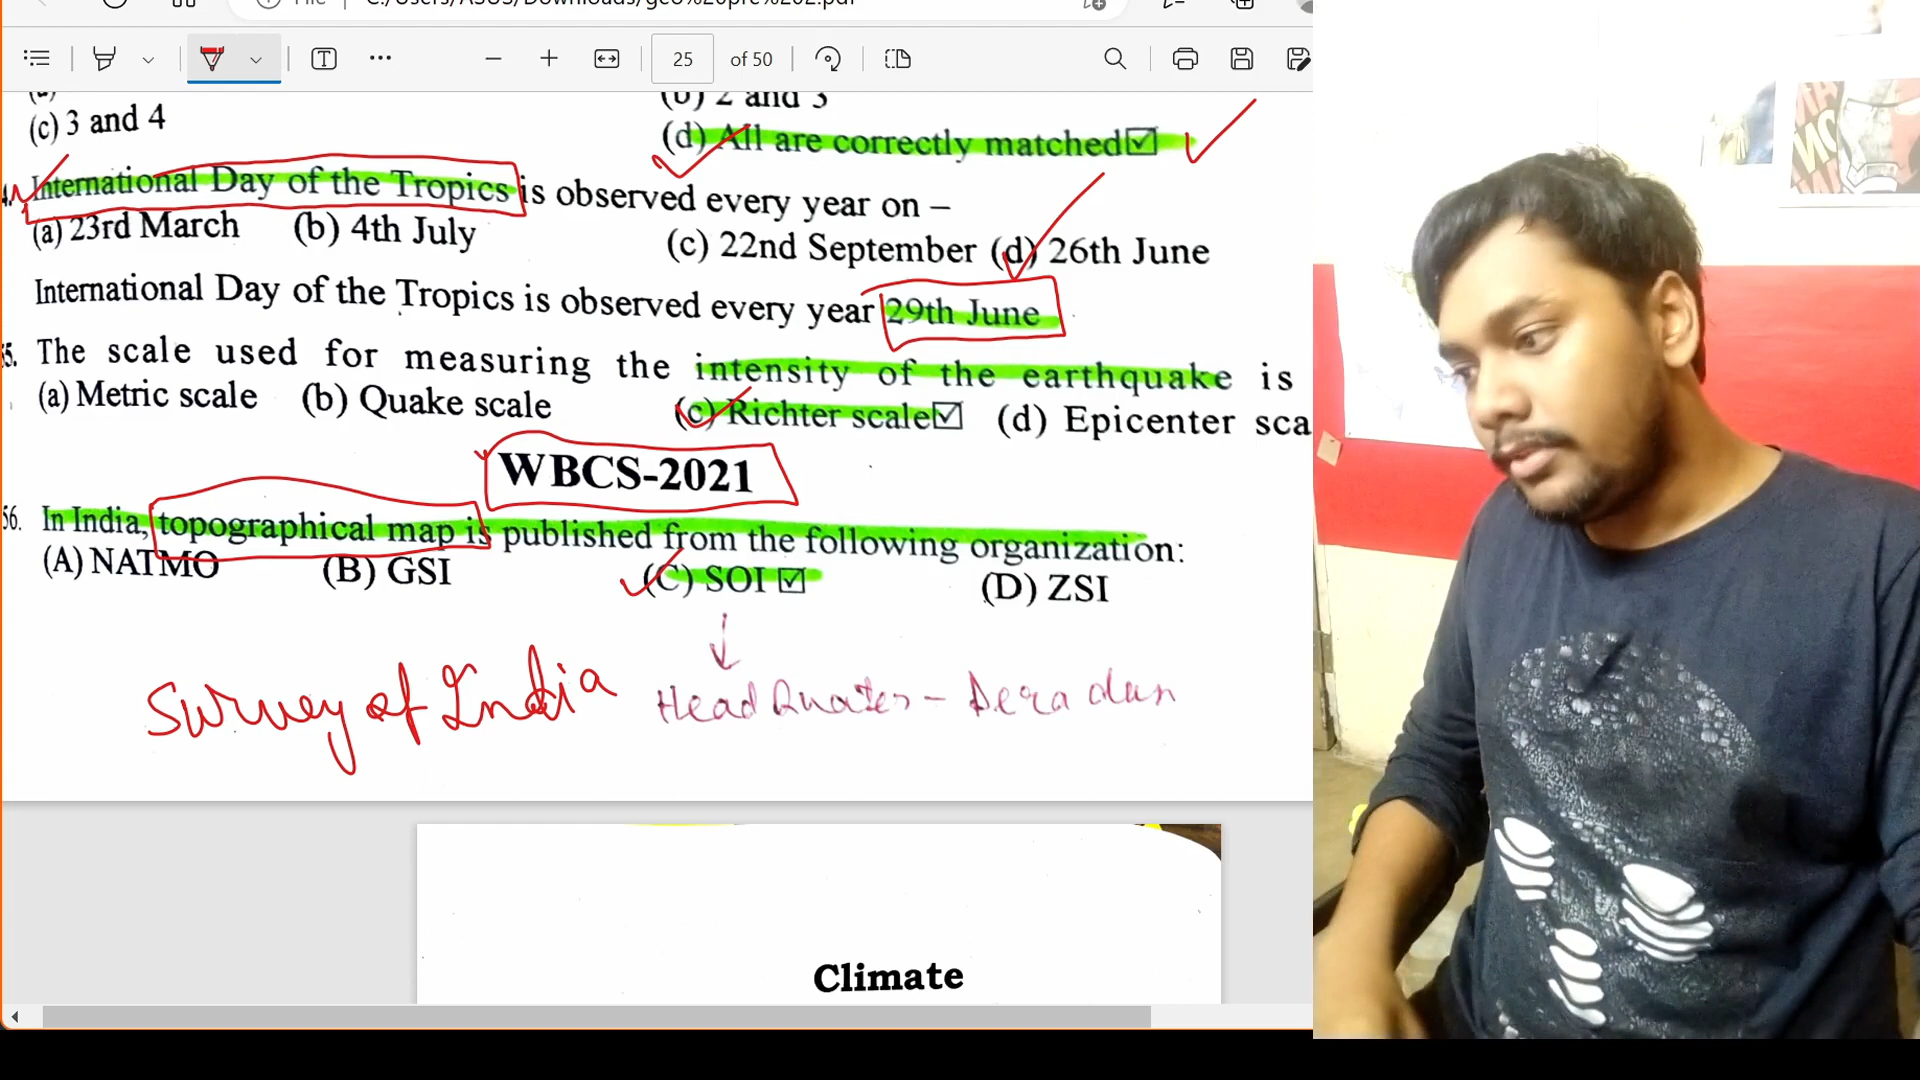 25 of 50
(b) 2 and 3
(c) 3 and 4
(d) All are correctly matched
International Day of the Tropics is observed every year on –
(a) 23rd March (b) 4th July (c) 22nd September (d) 26th June
International Day of the Tropics is observed every year 29th June
55. The scale used for measuring the intensity of the earthquake is
(a) Metric scale (b) Quake scale (c) Richter scale (d) Epicenter sca
WBCS-2021
56. In India, topographical map is published from the following organization:
(A) NATMO (B) GSI (C) SOI (D) ZSI
Survey of India Head Quaters – Deradun
Climate